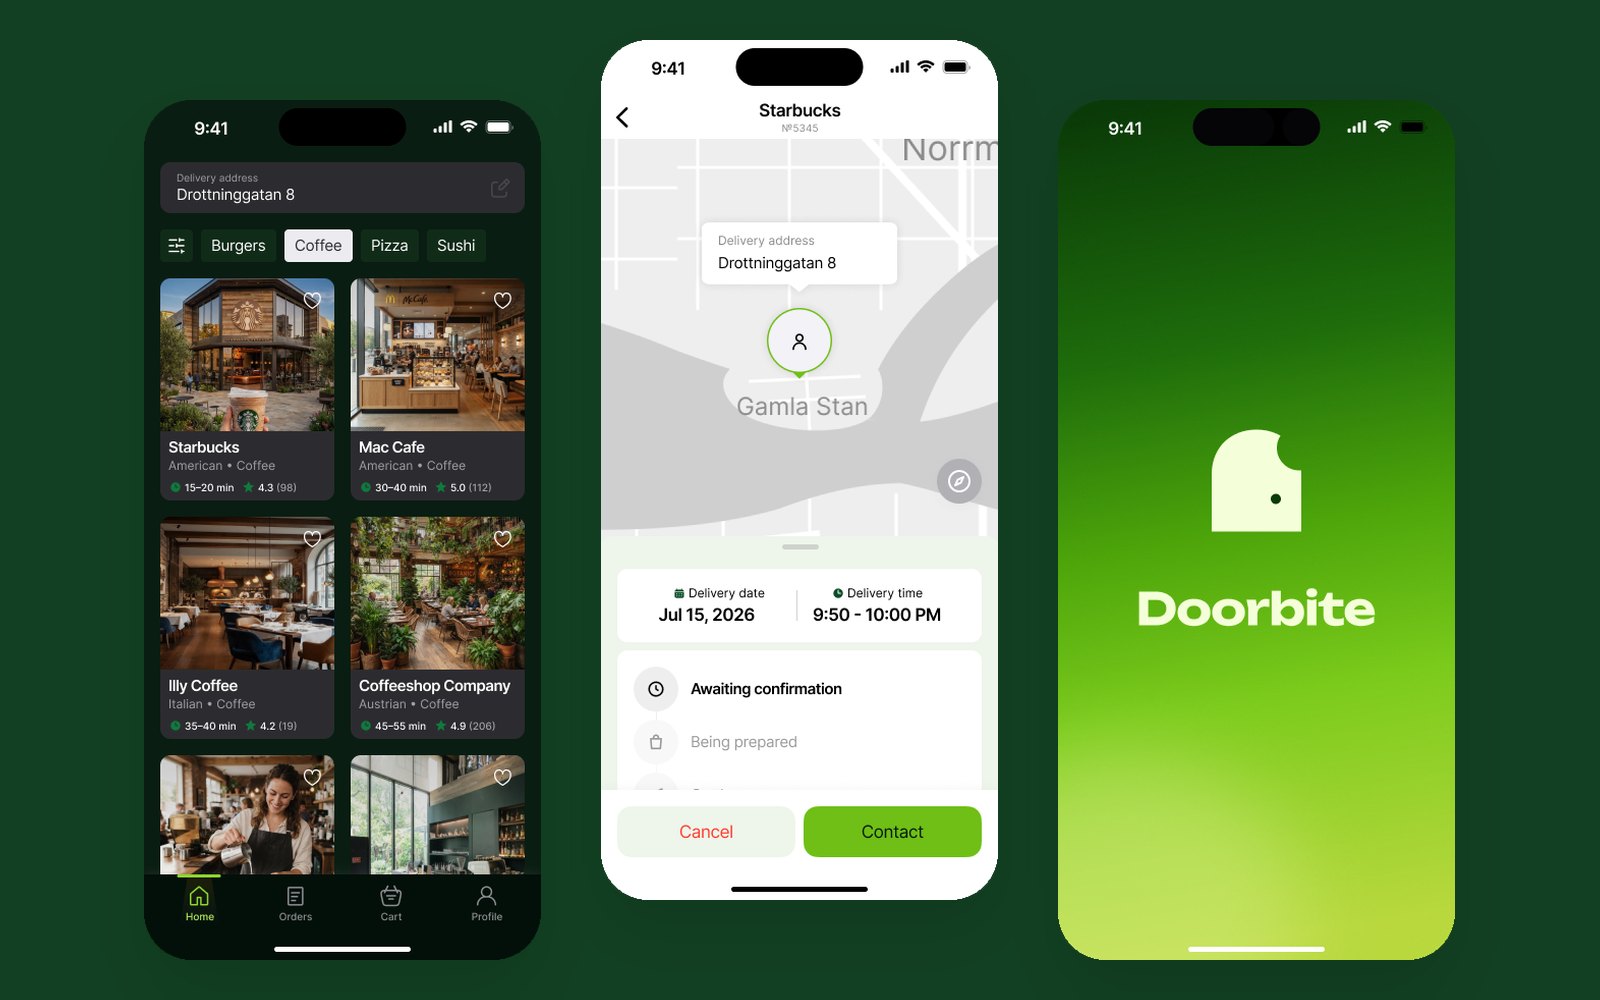 9:41
Delivery address
Drottninggatan 8
Burgers
Coffee
Pizza
Sushi
McCafé
Starbucks
American • Coffee
15–20 min
4.3 (98)
Mac Cafe
American • Coffee
30–40 min
5.0 (112)
Illy Coffee
Italian • Coffee
35–40 min
4.2 (19)
Coffeeshop Company
Austrian • Coffee
45–55 min
4.9 (206)
Home
Orders
Cart
Profile
9:41
Starbucks
№5345
Norrm
Delivery address
Drottninggatan 8
Gamla Stan
Delivery date
Jul 15, 2026
Delivery time
9:50 - 10:00 PM
Awaiting confirmation
Being prepared
Cancel
Contact
9:41
Doorbite